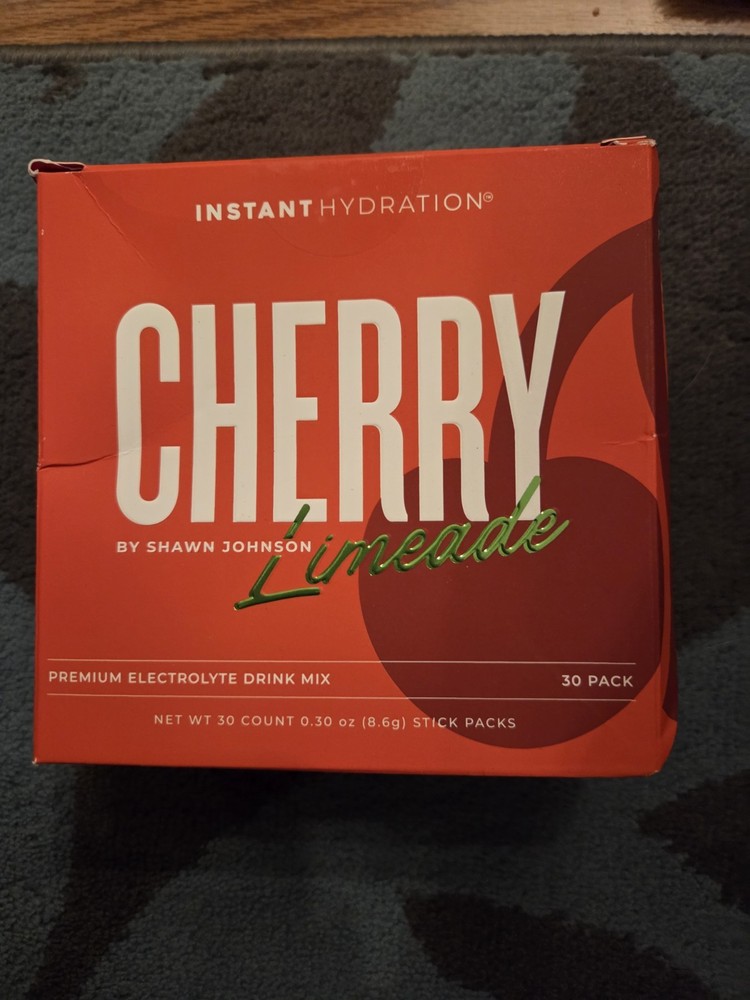 INSTANT HYDRATION™
CHERRY
Limeade
BY SHAWN JOHNSON
PREMIUM ELECTROLYTE DRINK MIX 30 PACK
NET WT 30 COUNT 0.30 oz (8.6g) STICK PACKS